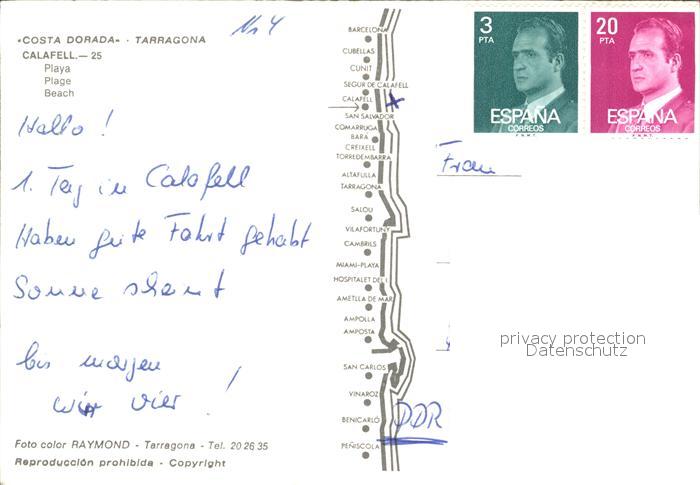 Nr 4
«COSTA DORADA» · TARRAGONA
CALAFELL.— 25
Playa
Plage
Beach
Hallo !
1. Tag in Calafell
Haben gute Fahrt gehabt
Sonne scheint
bis morgen
wir vier !
Foto color RAYMOND - Tarragona - Tel. 20 26 35
Reproducción prohibida - Copyright
BARCELONA
CUBELLAS
CUNIT
SEGUR DE CALAFELL
CALAFELL
SAN SALVADOR
COMARRUGA
BARÁ
CREIXELL
TORREDEMBARRA
ALTAFULLA
TARRAGONA
SALOU
VILAFORTUNY
CAMBRILS
MIAMI-PLAYA
HOSPITALET DEL I.
AMETLLA DE MAR
AMPOLLA
AMPOSTA
SAN CARLOS
VINAROZ
BENICARLÓ
PEÑISCOLA
3 PTA
ESPAÑA
CORREOS
F.N.M.T.
20 PTA
ESPAÑA
CORREOS
F.N.M.T.
Frau
privacy protection
Datenschutz
DDR